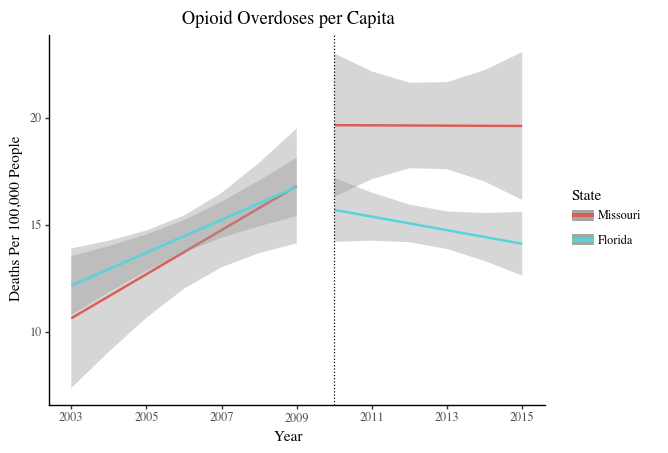 Opioid Overdoses per Capita
Deaths Per 100,000 People
20
15
10
2003 2005 2007 2009 2011 2013 2015
Year
State
Missouri
Florida